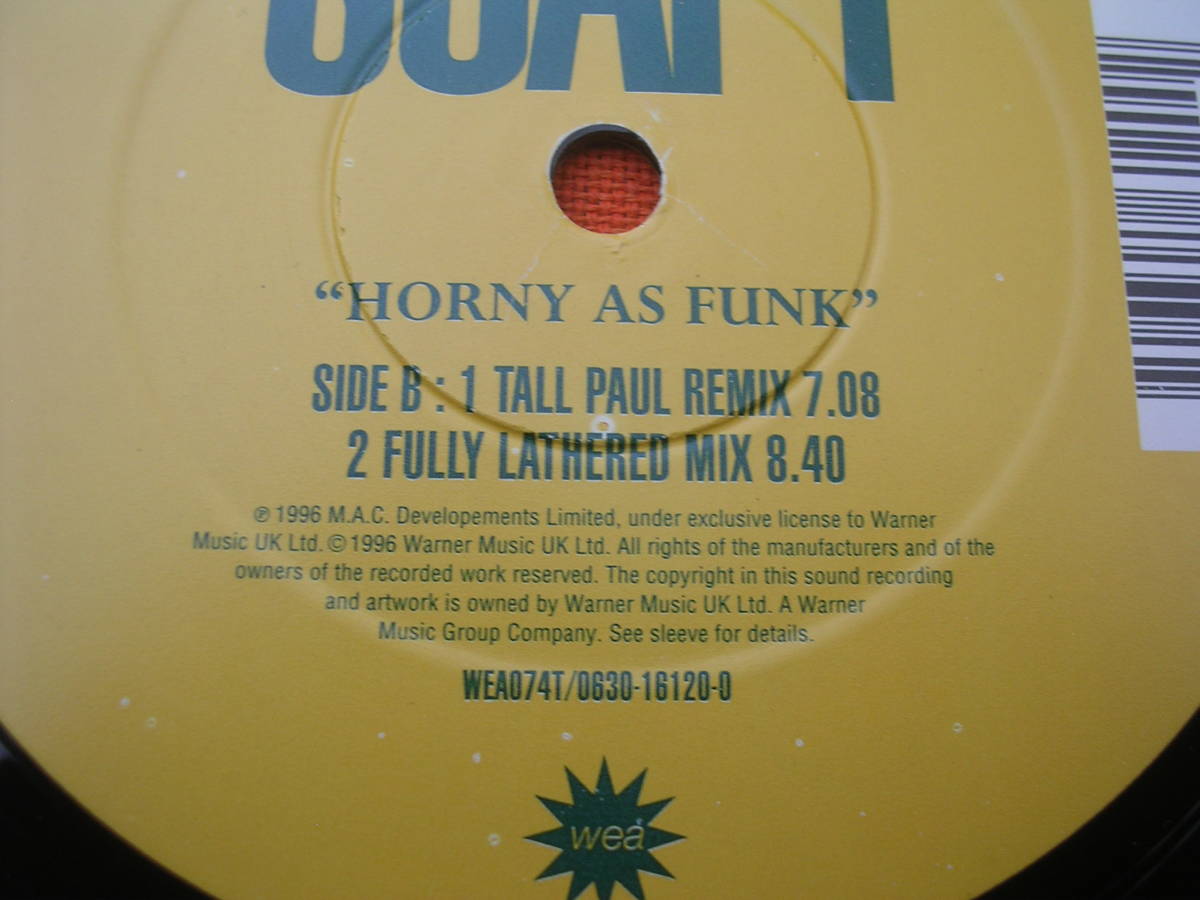 “HORNY AS FUNK”
SIDE B : 1 TALL PAUL REMIX 7.08
2 FULLY LATHERED MIX 8.40
℗ 1996 M.A.C. Developements Limited, under exclusive license to Warner
Music UK Ltd. © 1996 Warner Music UK Ltd. All rights of the manufacturers and of the
owners of the recorded work reserved. The copyright in this sound recording
and artwork is owned by Warner Music UK Ltd. A Warner
Music Group Company. See sleeve for details.
WEA074T/0630-16120-0
wea